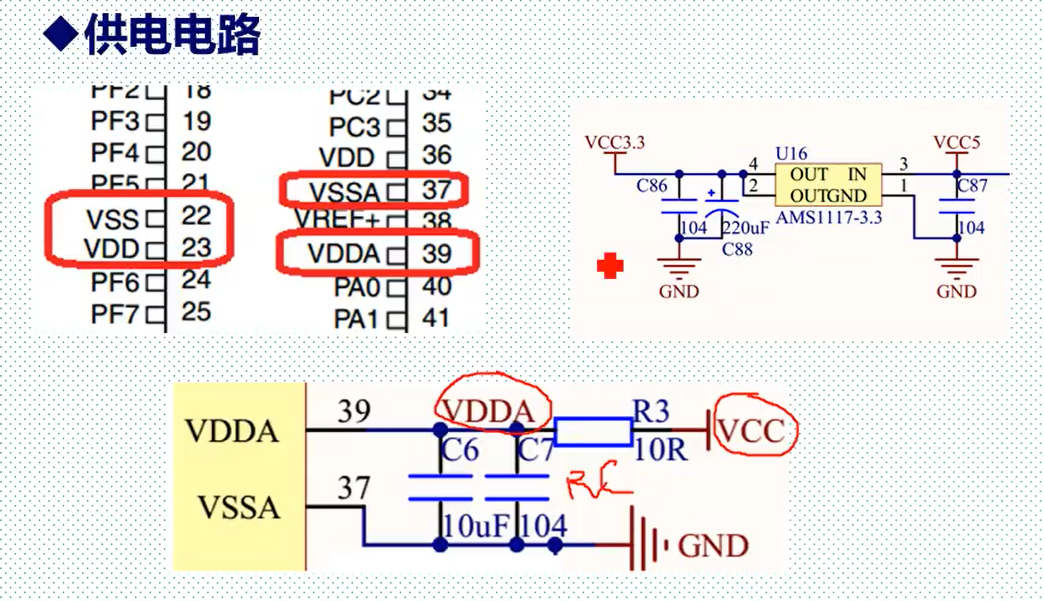 ◆供电电路
PF2 18
PF3 19
PF4 20
PF5 21
VSS 22
VDD 23
PF6 24
PF7 25
PC2 34
PC3 35
VDD 36
VSSA 37
VREF+ 38
VDDA 39
PA0 40
PA1 41
VCC3.3
VCC5
U16
4 OUT IN 3
2 OUTGND 1
AMS1117-3.3
C86
104
+
220uF
C88
C87
104
GND
GND
VDDA 39 VDDA R3 VCC
C6 C7 10R
RC
VSSA 37
10uF 104
GND